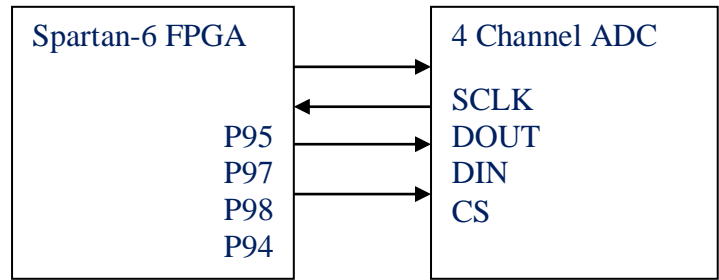 Spartan-6 FPGA
P95
P97
P98
P94
4 Channel ADC
SCLK
DOUT
DIN
CS